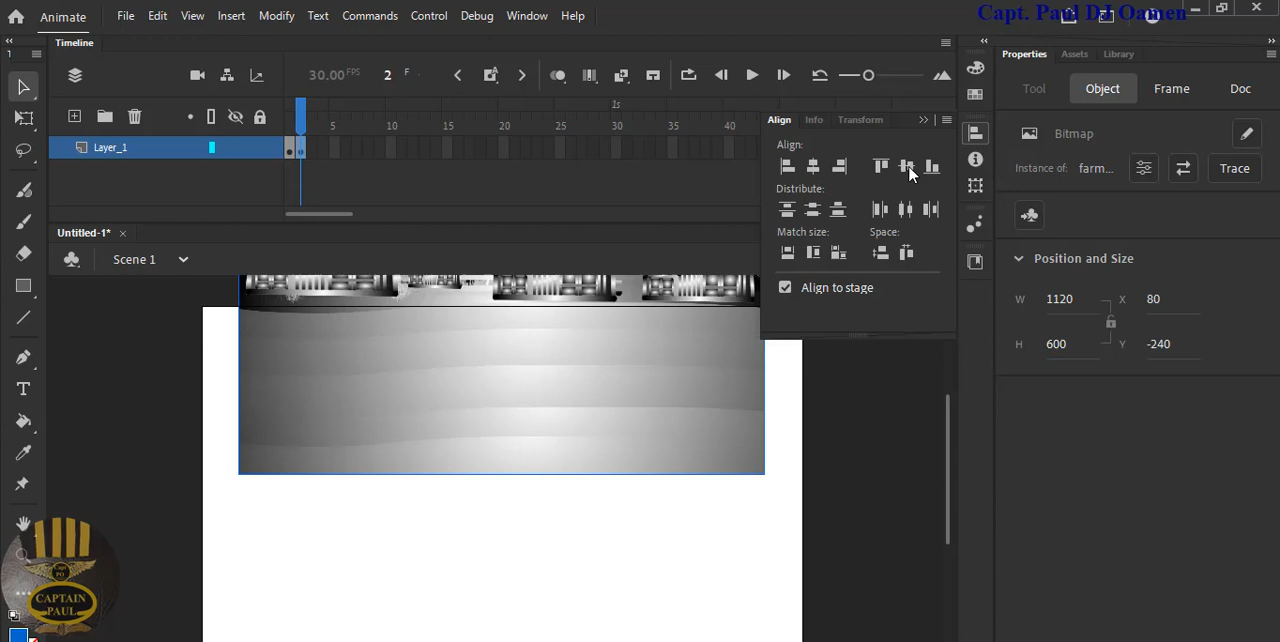 Animate File Edit View Insert Modify Text Commands Control Debug Window Help
Capt. Paul DJ Oamen
Timeline
30.00 FPS 2 F
1s
5 10 15 20 25 30 35 40
Layer_1
Untitled-1* ×
Scene 1
Align Info Transform
Align:
Distribute:
Match size: Space:
Align to stage
1
Properties Assets Library
Tool Object Frame Doc
Bitmap
Instance of: farm... Trace
Position and Size
W 1120 X 80
H 600 Y -240
Capt
PO
CAPTAIN
PAUL